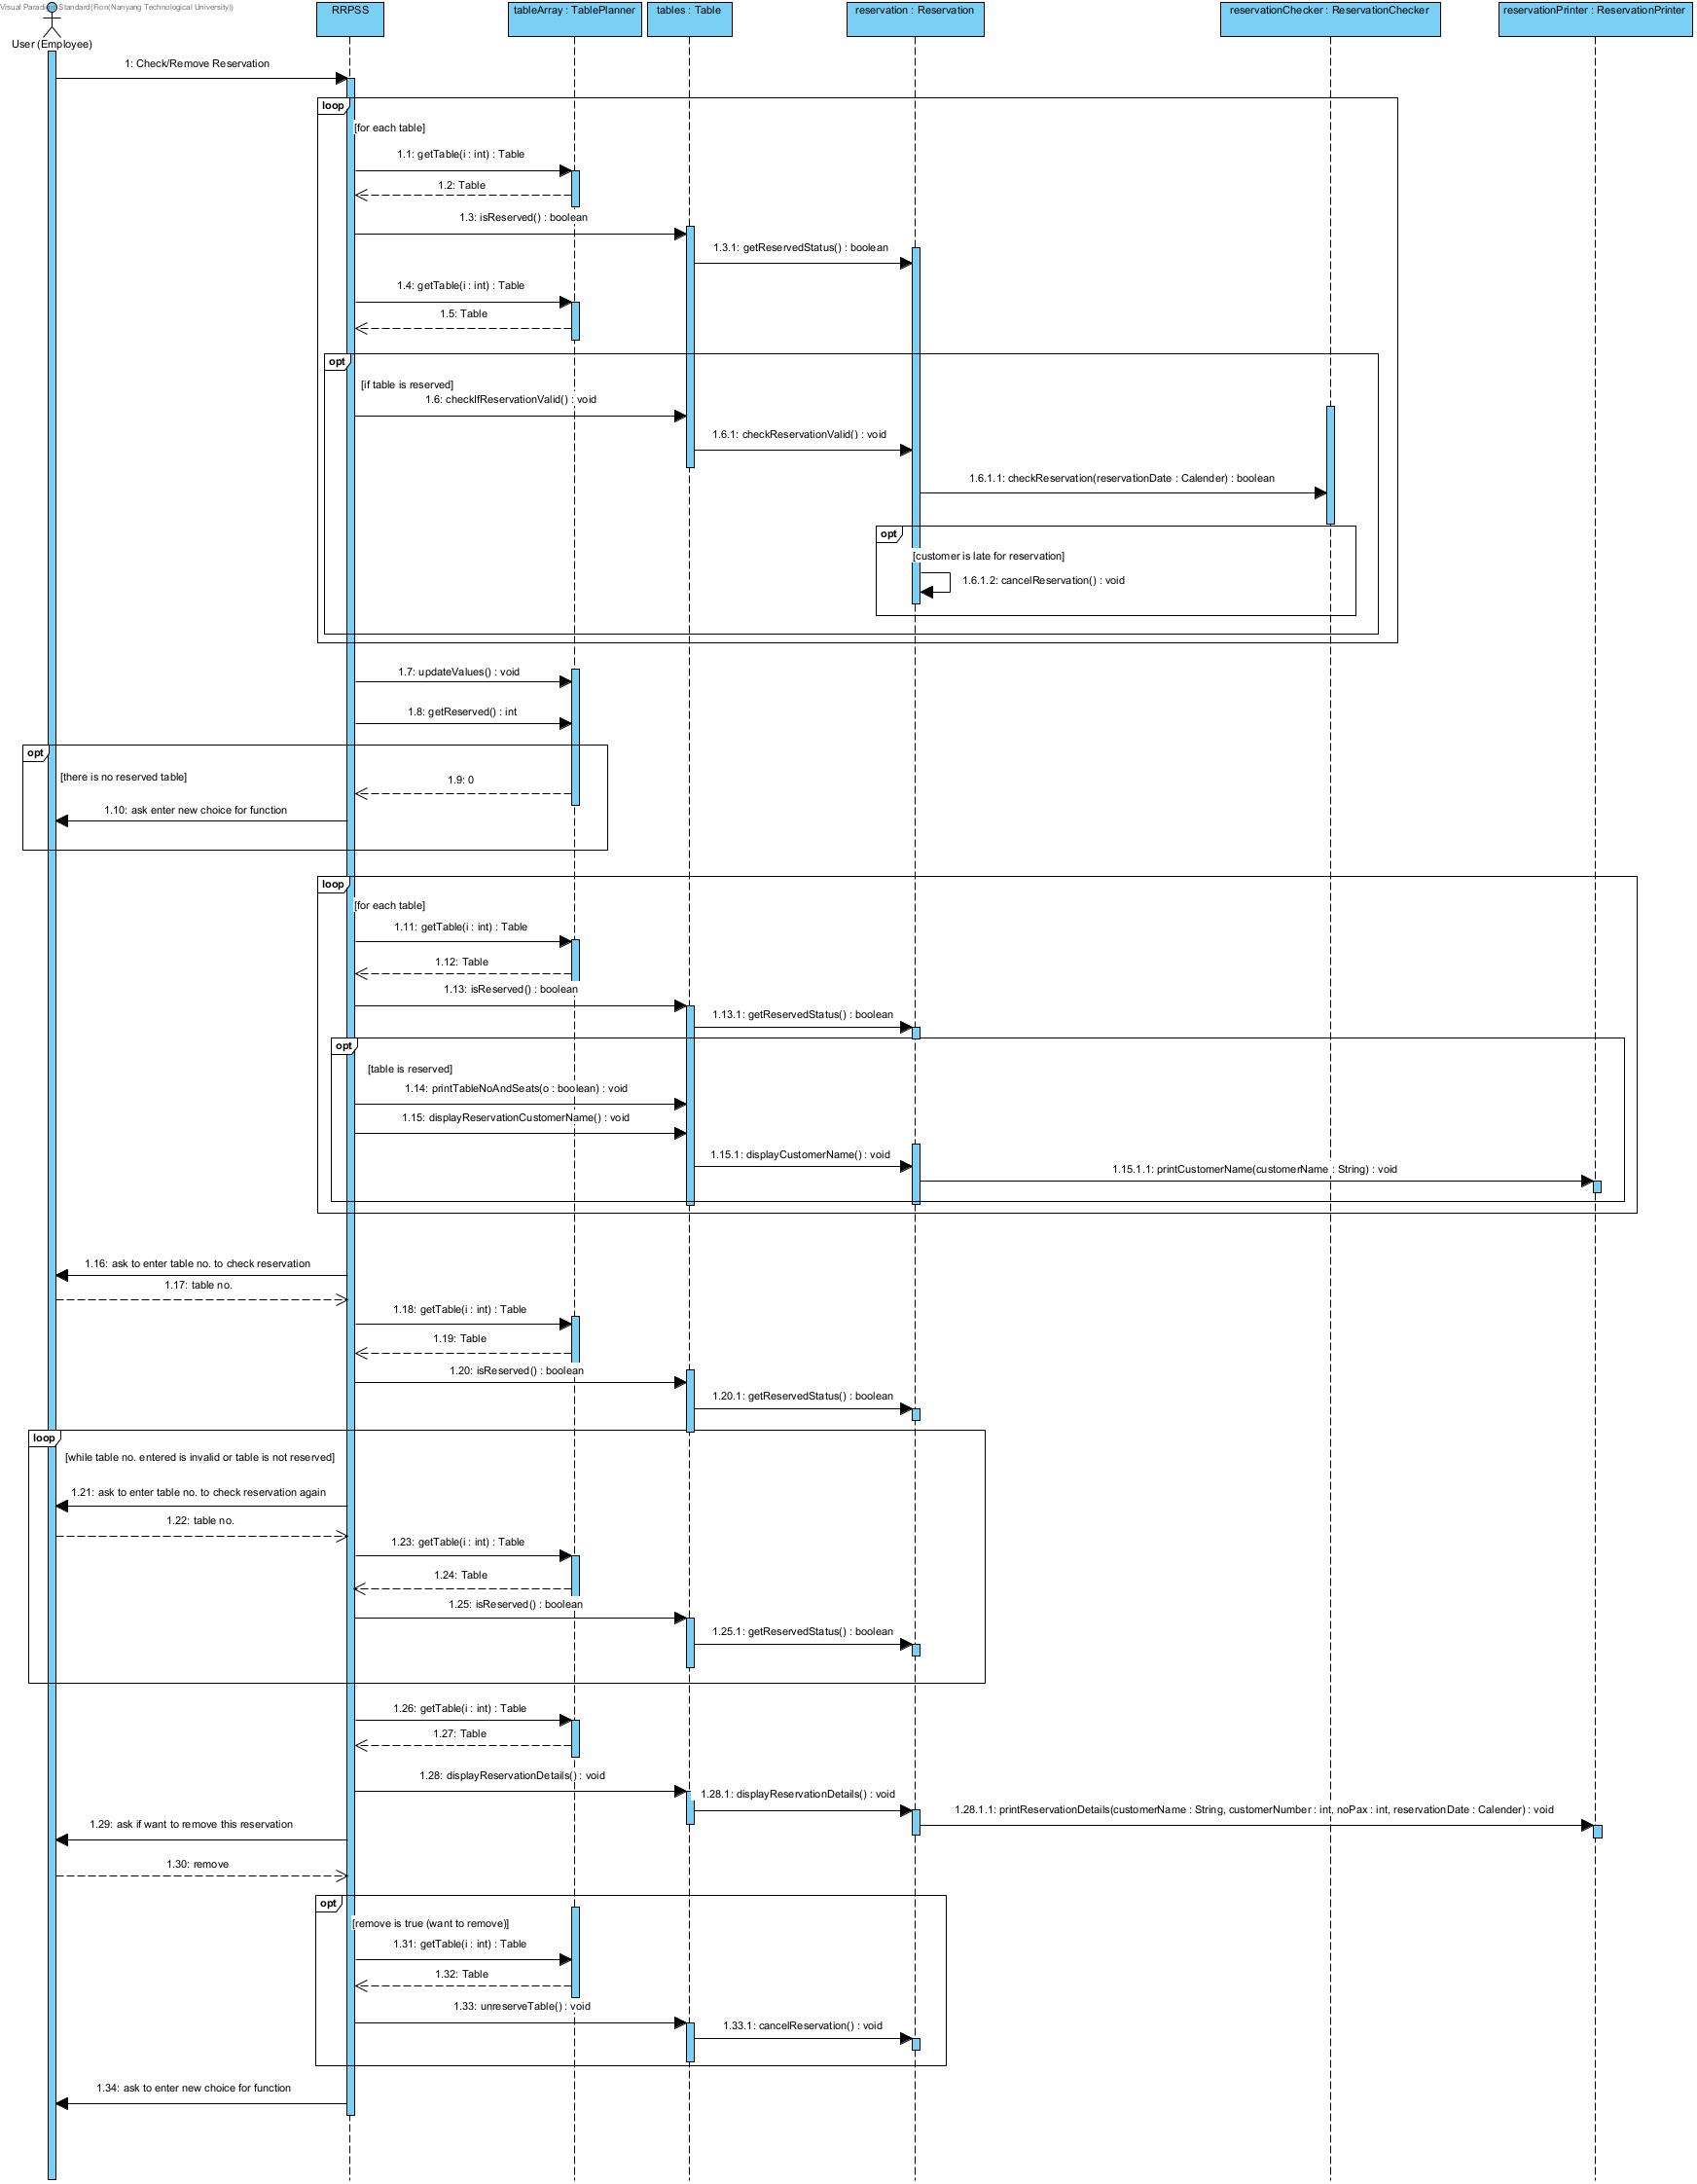 Visual Paradigm Standard(Ron(Nanyang Technological University))
User (Employee)
RRPSS
tableArray : TablePlanner
tables : Table
reservation : Reservation
reservationChecker : ReservationChecker
reservationPrinter : ReservationPrinter
1: Check/Remove Reservation
loop
[for each table]
1.1: getTable(i : int) : Table
1.2: Table
1.3: isReserved() : boolean
1.3.1: getReservedStatus() : boolean
1.4: getTable(i : int) : Table
1.5: Table
opt
[if table is reserved]
1.6: checkIfReservationValid() : void
1.6.1: checkReservationValid() : void
1.6.1.1: checkReservation(reservationDate : Calender) : boolean
opt
[customer is late for reservation]
1.6.1.2: cancelReservation() : void
1.7: updateValues() : void
1.8: getReserved() : int
opt
[there is no reserved table]
1.9: 0
1.10: ask enter new choice for function
loop
[for each table]
1.11: getTable(i : int) : Table
1.12: Table
1.13: isReserved() : boolean
1.13.1: getReservedStatus() : boolean
opt
[table is reserved]
1.14: printTableNoAndSeats(o : boolean) : void
1.15: displayReservationCustomerName() : void
1.15.1: displayCustomerName() : void
1.15.1.1: printCustomerName(customerName : String) : void
1.16: ask to enter table no. to check reservation
1.17: table no.
1.18: getTable(i : int) : Table
1.19: Table
1.20: isReserved() : boolean
1.20.1: getReservedStatus() : boolean
loop
[while table no. entered is invalid or table is not reserved]
1.21: ask to enter table no. to check reservation again
1.22: table no.
1.23: getTable(i : int) : Table
1.24: Table
1.25: isReserved() : boolean
1.25.1: getReservedStatus() : boolean
1.26: getTable(i : int) : Table
1.27: Table
1.28: displayReservationDetails() : void
1.28.1: displayReservationDetails() : void
1.28.1.1: printReservationDetails(customerName : String, customerNumber : int, noPax : int, reservationDate : Calender) : void
1.29: ask if want to remove this reservation
1.30: remove
opt
[remove is true (want to remove)]
1.31: getTable(i : int) : Table
1.32: Table
1.33: unreserveTable() : void
1.33.1: cancelReservation() : void
1.34: ask to enter new choice for function